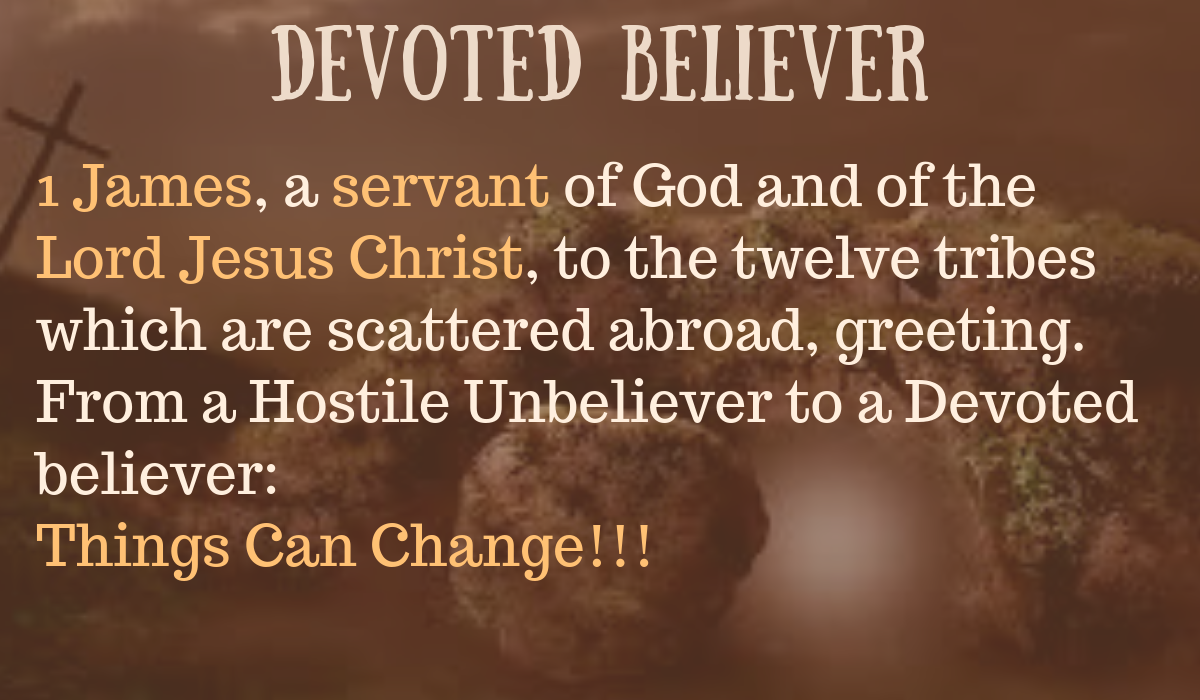 DEVOTED BELIEVER
1 James, a servant of God and of the
Lord Jesus Christ, to the twelve tribes
which are scattered abroad, greeting.
From a Hostile Unbeliever to a Devoted
believer:
Things Can Change!!!